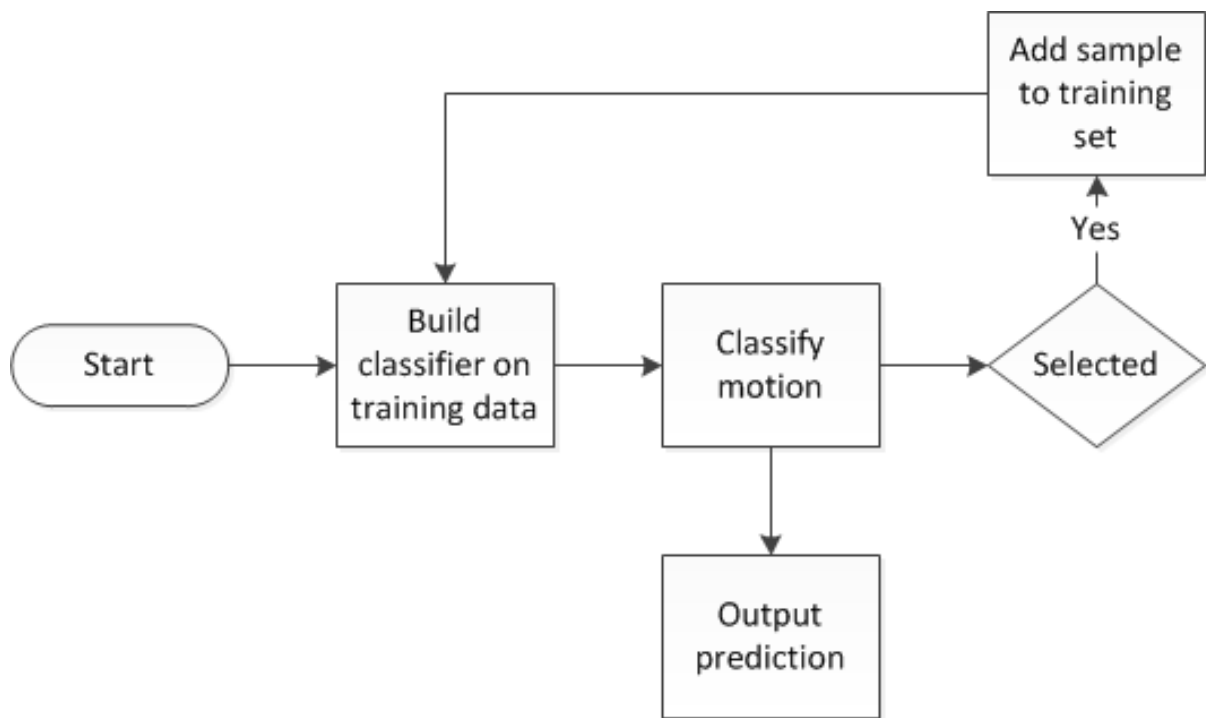 Add sample
to training
set
Yes
Start
Build
classifier on
training data
Classify
motion
Selected
Output
prediction